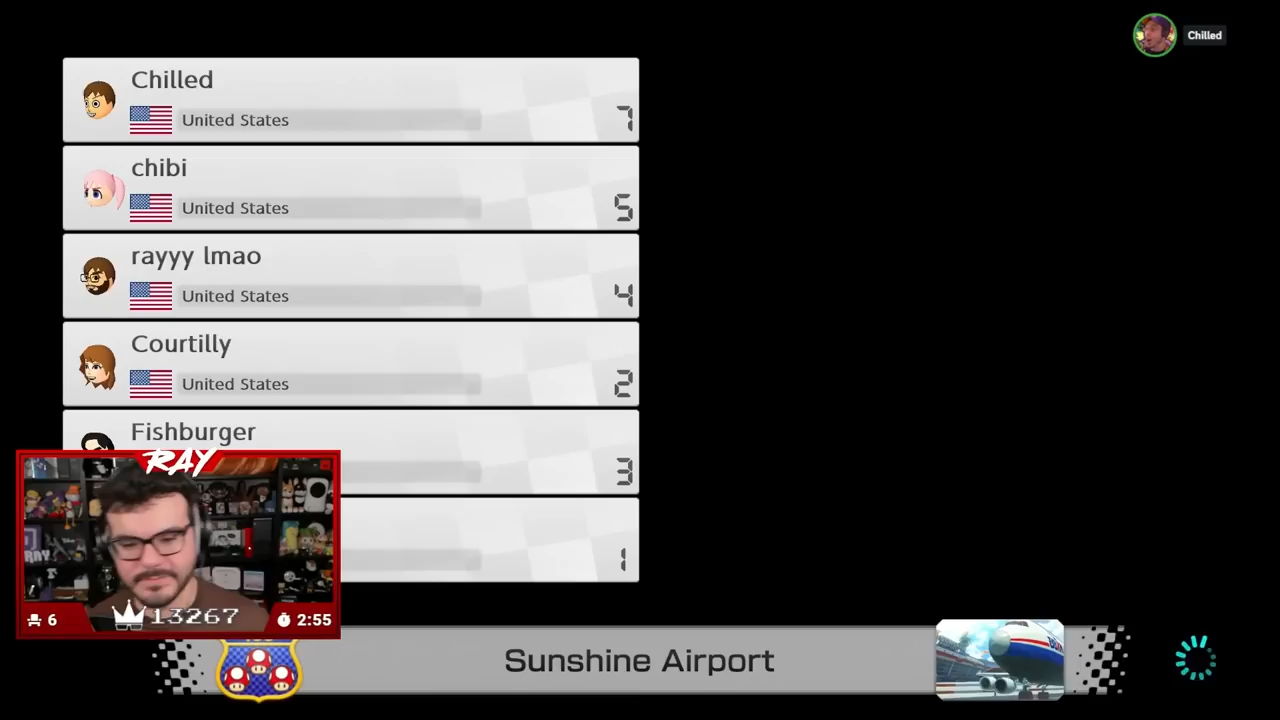 Chilled
Chilled
United States
7
chibi
United States
5
rayyy lmao
United States
4
Courtilly
United States
2
Fishburger
3
1
RAY
RAY
6
13267
2:55
Sunshine Airport